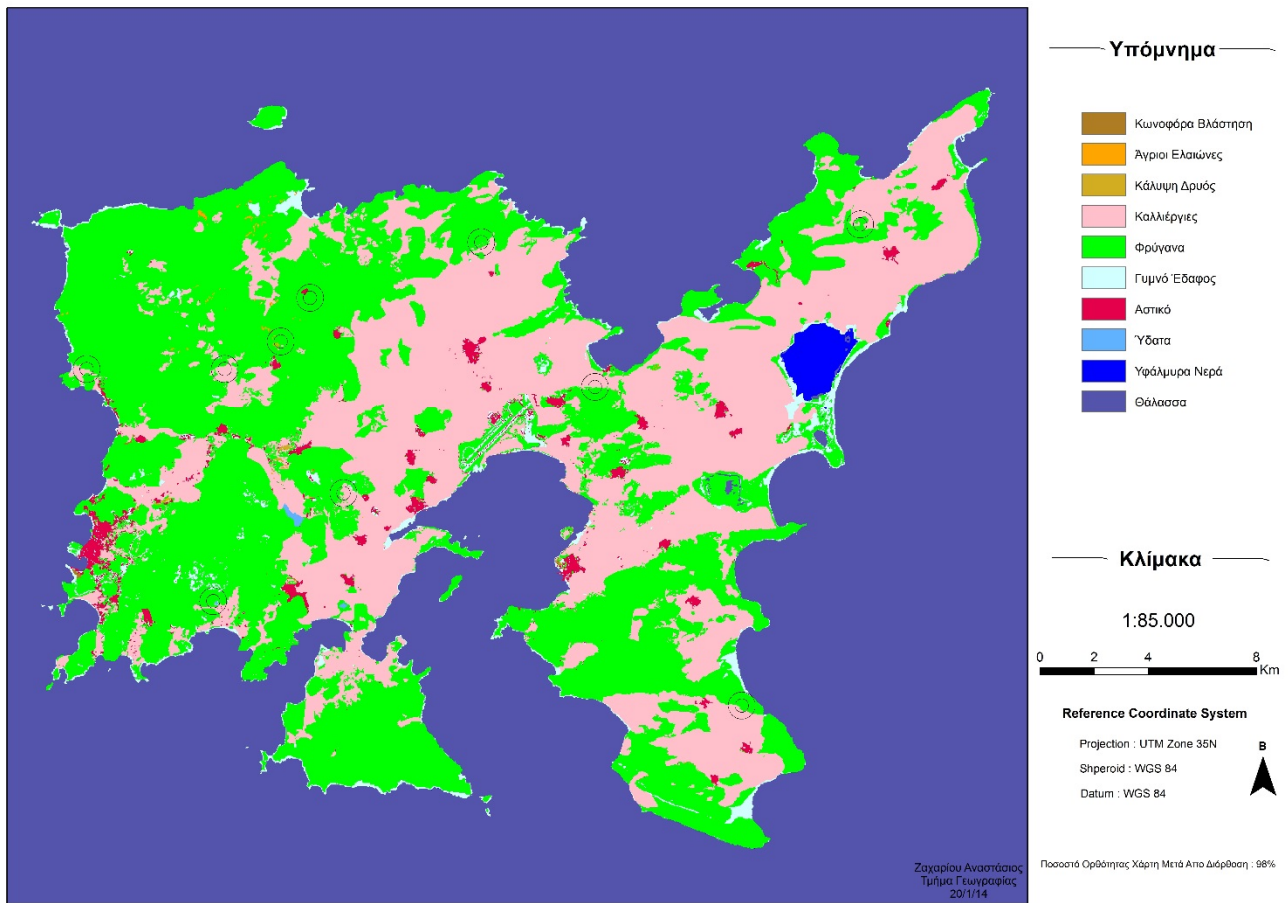 Υπόμνημα
Κωνοφόρα Βλάστηση
Άγριοι Ελαιώνες
Κάλυψη Δρυός
Καλλιέργιες
Φρύγανα
Γυμνό Έδαφος
Αστικό
Ύδατα
Υφάλμυρα Νερά
Θάλασσα
Κλίμακα
1:85.000
0 2 4 8
Km
Reference Coordinate System
Projection : UTM Zone 35N
Shperoid : WGS 84
Datum : WGS 84
Β
Ποσοστό Ορθότητας Χάρτη Μετά Απο Διόρθωση : 98%
Ζαχαρίου Αναστάσιος
Τμήμα Γεωγραφίας
20/1/14